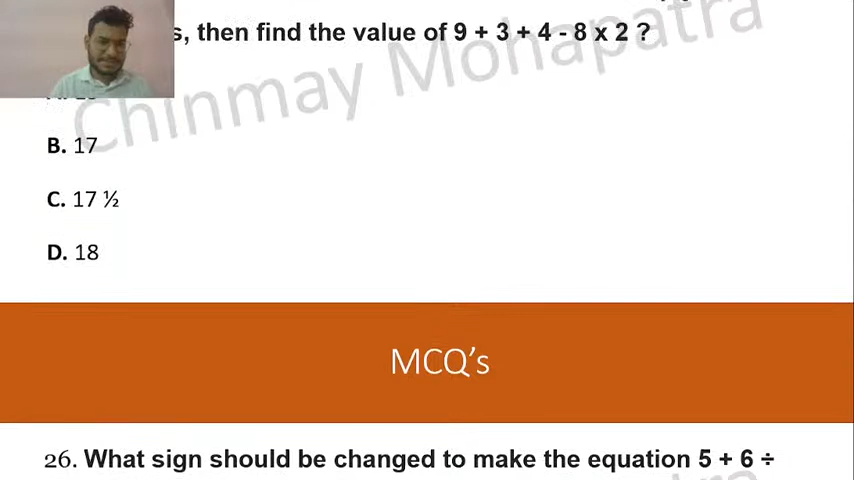 s, then find the value of 9 + 3 + 4 - 8 x 2 ?
Chinmay Mohapatra
B. 17
C. 17 ½
D. 18
MCQ's
26. What sign should be changed to make the equation 5 + 6 ÷